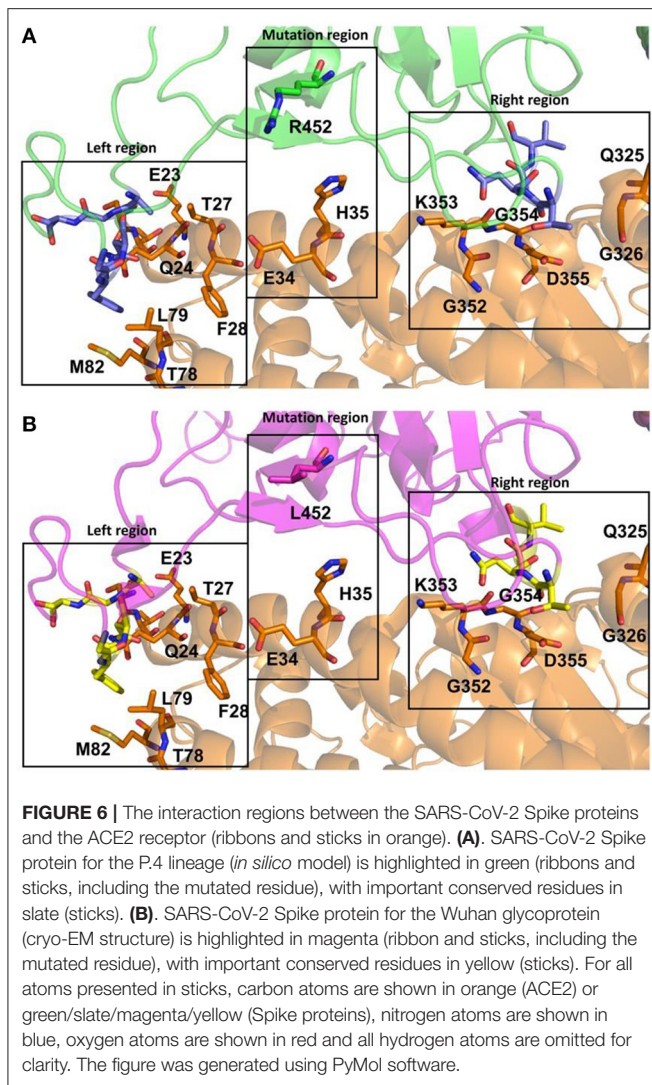 A
Mutation region
R452
Right region
Left region
E23
T27
Q325
H35
K353
G354
Q24
E34
G326
L79
G352
D355
F28
M82
T78
B
Mutation region
L452
Right region
Left region
E23
T27
Q325
H35
K353
G354
Q24
E34
G326
L79
G352
D355
F28
M82
T78
FIGURE 6 | The interaction regions between the SARS-CoV-2 Spike proteins
and the ACE2 receptor (ribbons and sticks in orange). (A). SARS-CoV-2 Spike
protein for the P.4 lineage (in silico model) is highlighted in green (ribbons and
sticks, including the mutated residue), with important conserved residues in
slate (sticks). (B). SARS-CoV-2 Spike protein for the Wuhan glycoprotein
(cryo-EM structure) is highlighted in magenta (ribbon and sticks, including the
mutated residue), with important conserved residues in yellow (sticks). For all
atoms presented in sticks, carbon atoms are shown in orange (ACE2) or
green/slate/magenta/yellow (Spike proteins), nitrogen atoms are shown in
blue, oxygen atoms are shown in red and all hydrogen atoms are omitted for
clarity. The figure was generated using PyMol software.